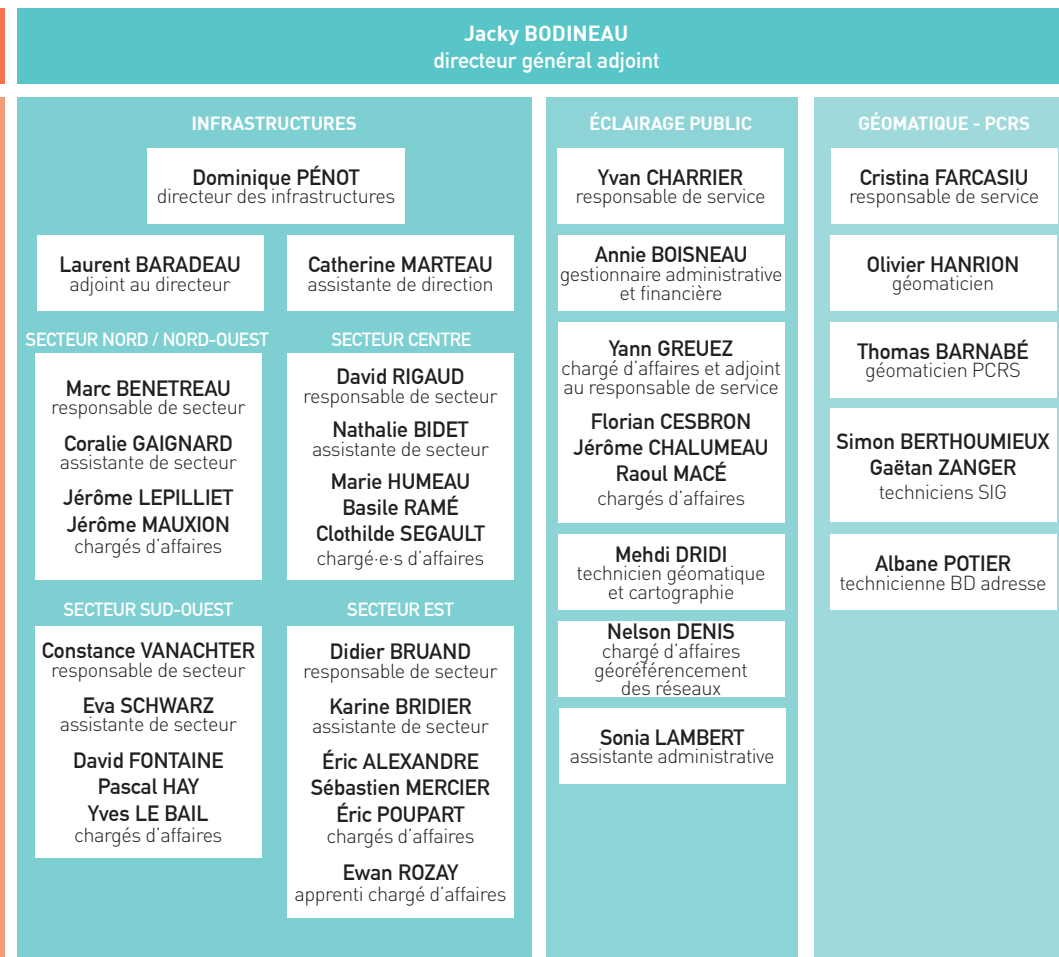 Jacky BODINEAU
directeur général adjoint
INFRASTRUCTURES
Dominique PÉNOT
directeur des infrastructures
Laurent BARADEAU
adjoint au directeur
Catherine MARTEAU
assistante de direction
SECTEUR NORD / NORD-OUEST
Marc BENETREAU
responsable de secteur
Coralie GAIGNARD
assistante de secteur
Jérôme LEPILLIET
Jérôme MAUXION
chargés d'affaires
SECTEUR CENTRE
David RIGAUD
responsable de secteur
Nathalie BIDET
assistante de secteur
Marie HUMEAU
Basile RAMÉ
Clothilde SEGAULT
chargé·e·s d'affaires
SECTEUR SUD-OUEST
Constance VANACHTER
responsable de secteur
Eva SCHWARZ
assistante de secteur
David FONTAINE
Pascal HAY
Yves LE BAIL
chargés d'affaires
SECTEUR EST
Didier BRUAND
responsable de secteur
Karine BRIDIER
assistante de secteur
Éric ALEXANDRE
Sébastien MERCIER
Éric POUPART
chargés d'affaires
Ewan ROZAY
apprenti chargé d'affaires
ÉCLAIRAGE PUBLIC
Yvan CHARRIER
responsable de service
Annie BOISNEAU
gestionnaire administrative
et financière
Yann GREUEZ
chargé d'affaires et adjoint
au responsable de service
Florian CESBRON
Jérôme CHALUMEAU
Raoul MACÉ
chargés d'affaires
Mehdi DRIDI
technicien géomatique
et cartographie
Nelson DENIS
chargé d'affaires
géoréférencement
des réseaux
Sonia LAMBERT
assistante administrative
GÉOMATIQUE - PCRS
Cristina FARCASIU
responsable de service
Olivier HANRION
géomaticien
Thomas BARNABÉ
géomaticien PCRS
Simon BERTHOUMIEUX
Gaëtan ZANGER
techniciens SIG
Albane POTIER
technicienne BD adresse